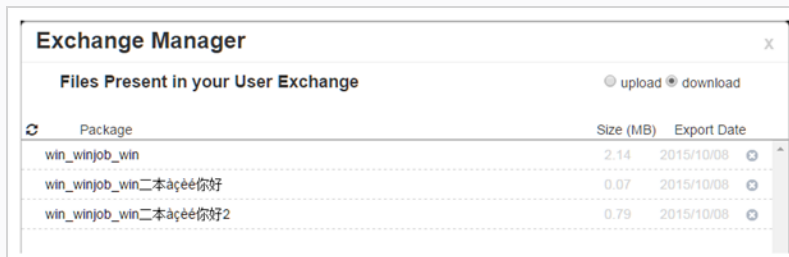 Exchange Manager x
Files Present in your User Exchange upload download
Package Size (MB) Export Date
win_winjob_win 2.14 2015/10/08
win_winjob_win二本àçèé你好 0.07 2015/10/08
win_winjob_win二本àçèé你好2 0.79 2015/10/08